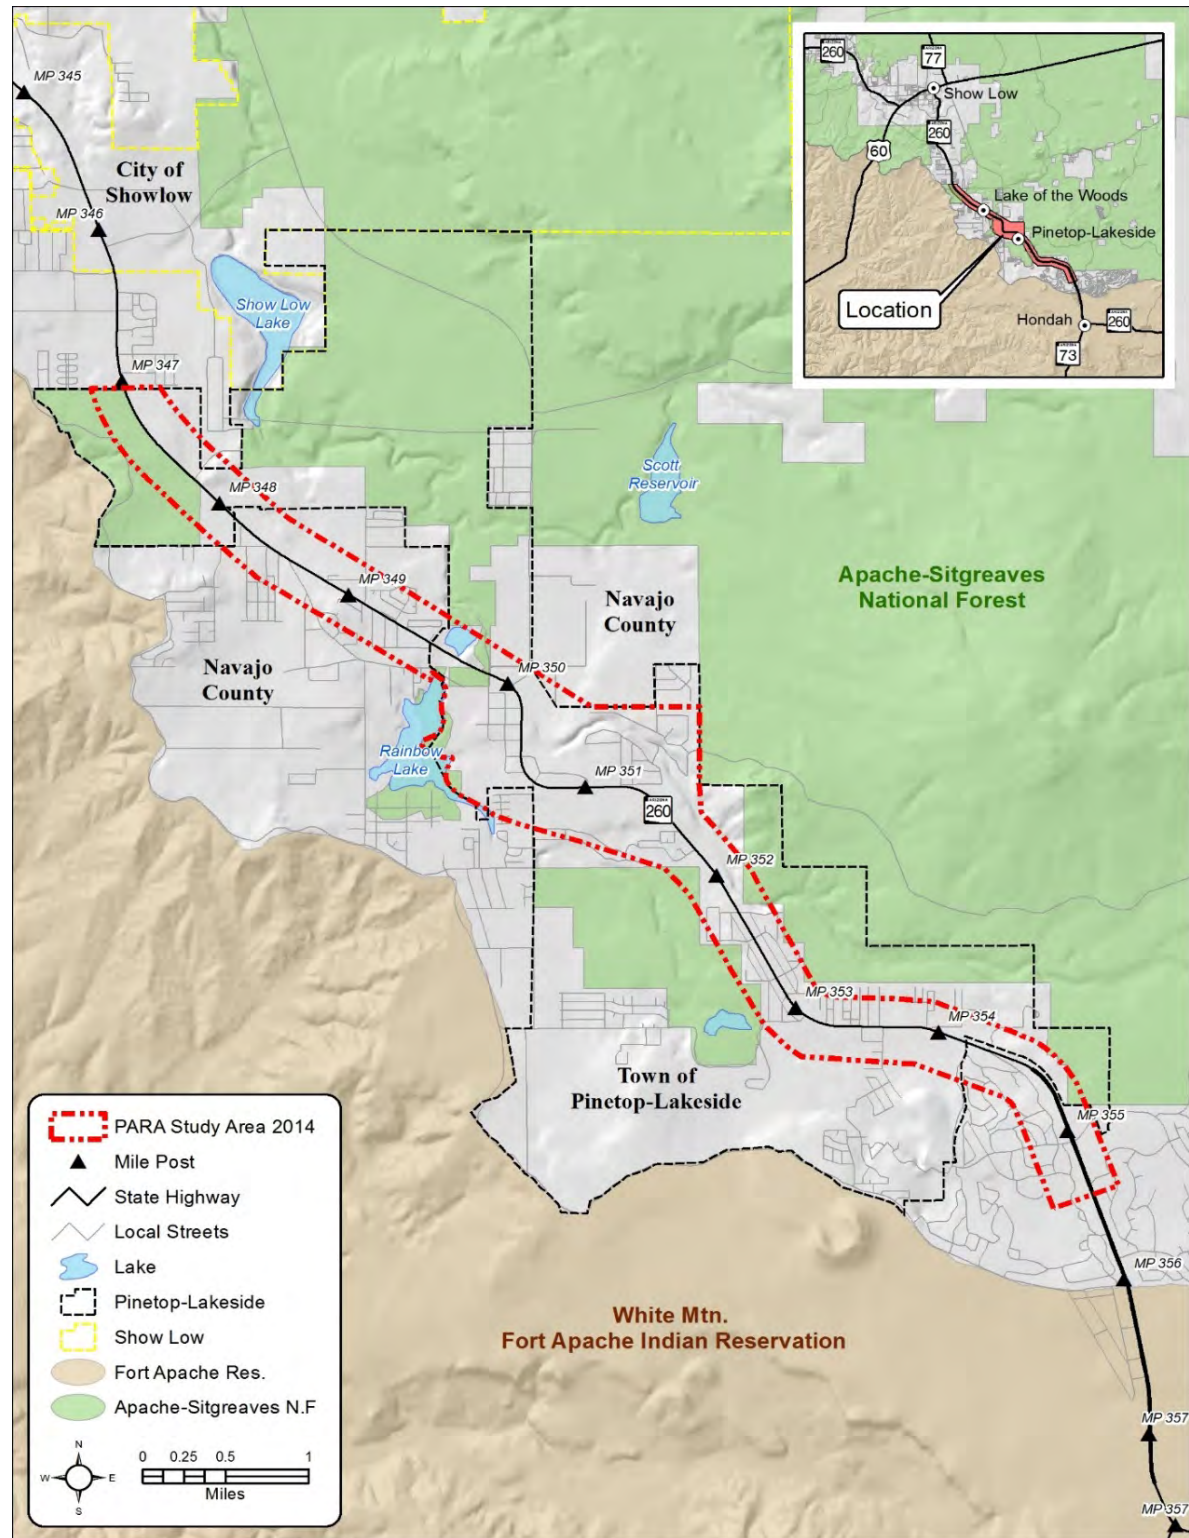 MP 345
City of
Showlow
MP 346
Show Low
Lake
MP 347
MP 348
Scott
Reservoir
MP 349
Apache-Sitgreaves
National Forest
Navajo
County
Navajo
County
MP 350
Rainbow
Lake
MP 351
ARIZONA
260
MP 352
MP 353
MP 354
Town of
Pinetop-Lakeside
MP 355
MP 356
White Mtn.
Fort Apache Indian Reservation
MP 357
MP 357
260
77
Show Low
260
60
Lake of the Woods
Pinetop-Lakeside
Location
Hondah
260
73
PARA Study Area 2014
Mile Post
State Highway
Local Streets
Lake
Pinetop-Lakeside
Show Low
Fort Apache Res.
Apache-Sitgreaves N.F
N
W E
S
0 0.25 0.5 1
Miles